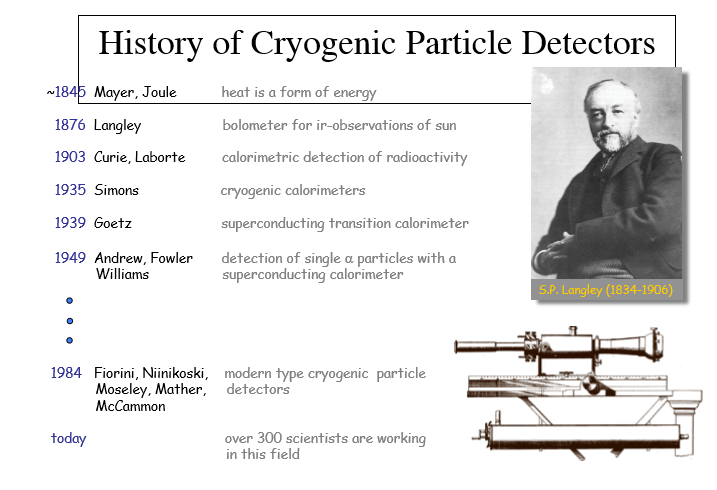 History of Cryogenic Particle Detectors
~1845 Mayer, Joule heat is a form of energy
1876 Langley bolometer for ir-observations of sun
1903 Curie, Laborte calorimetric detection of radioactivity
1935 Simons cryogenic calorimeters
1939 Goetz superconducting transition calorimeter
1949 Andrew, Fowler detection of single α particles with a
Williams superconducting calorimeter
S.P. Langley (1834-1906)
1984 Fiorini, Niinikoski, modern type cryogenic particle
Moseley, Mather, detectors
McCammon
today over 300 scientists are working
in this field